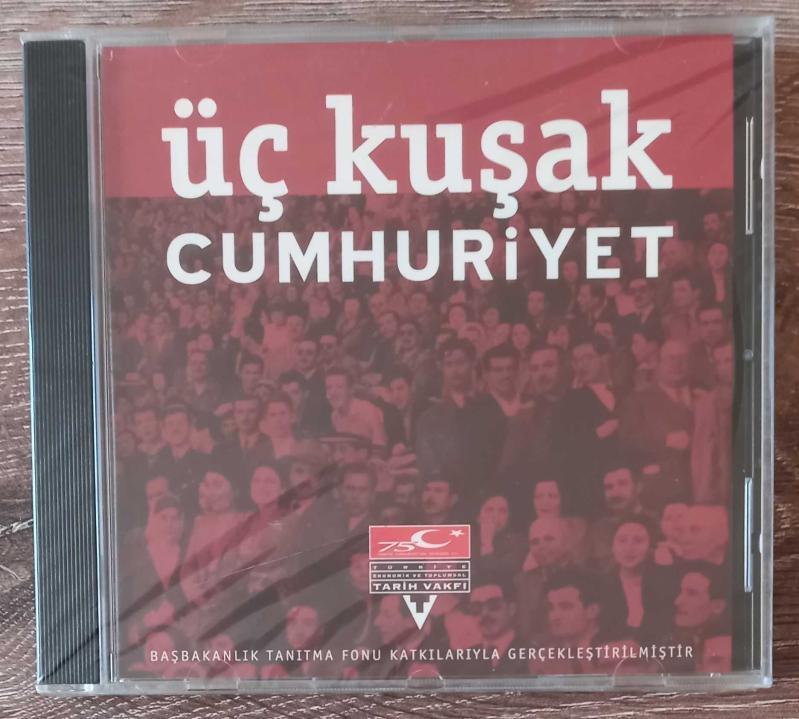 üç kuşak
CUMHURiYET
75
TÜRKİYE
EKONOMİK VE TOPLUMSAL
TARİH VAKFI
BAŞBAKANLIK TANITMA FONU KATKILARIYLA GERÇEKLEŞTİRİLMİŞTİR